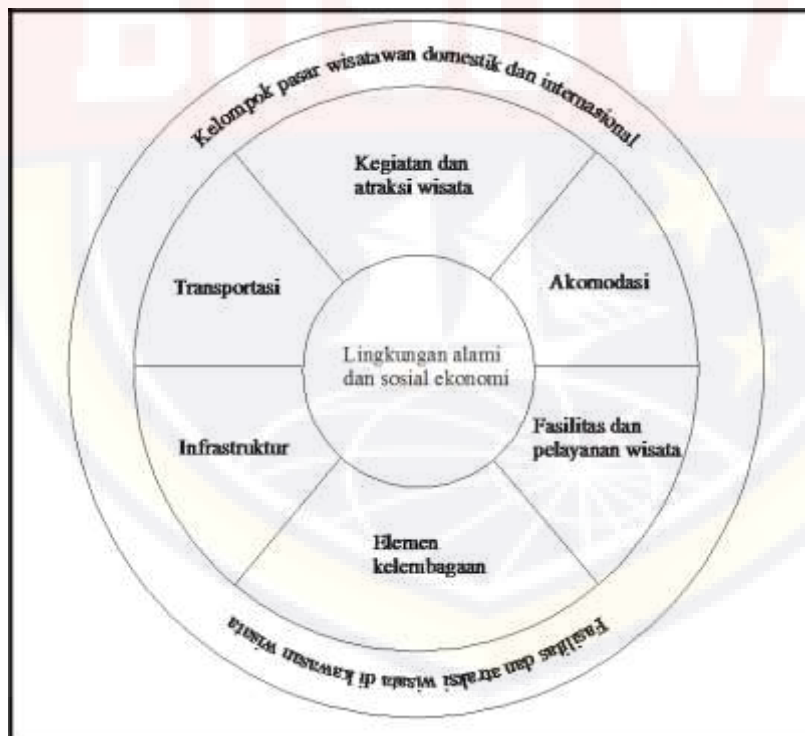 Kelompok pasar wisatawan domestik dan internasional
Kegiatan dan
atraksi wisata
Transportasi
Akomodasi
Lingkungan alami
dan sosial ekonomi
Infrastruktur
Fasilitas dan
pelayanan wisata
Elemen
kelembagaan
Fasilitas dan atraksi wisata di kawasan wisata